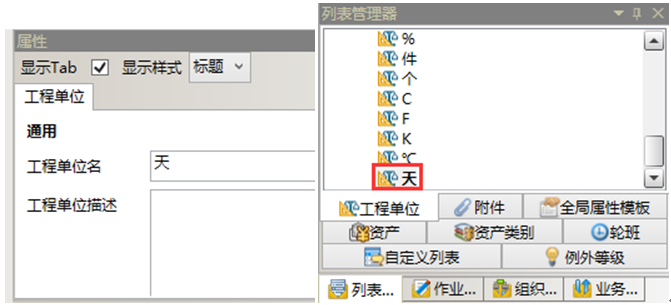 属性
显示Tab 显示样式 标题
工程单位
通用
工程单位名 天
工程单位描述
列表管理器
%
件
个
C
F
K
℃
天
工程单位 附件 全局属性模板
资产 资产类别 轮班
自定义列表 例外等级
列表... 作业... 组织... 业务...